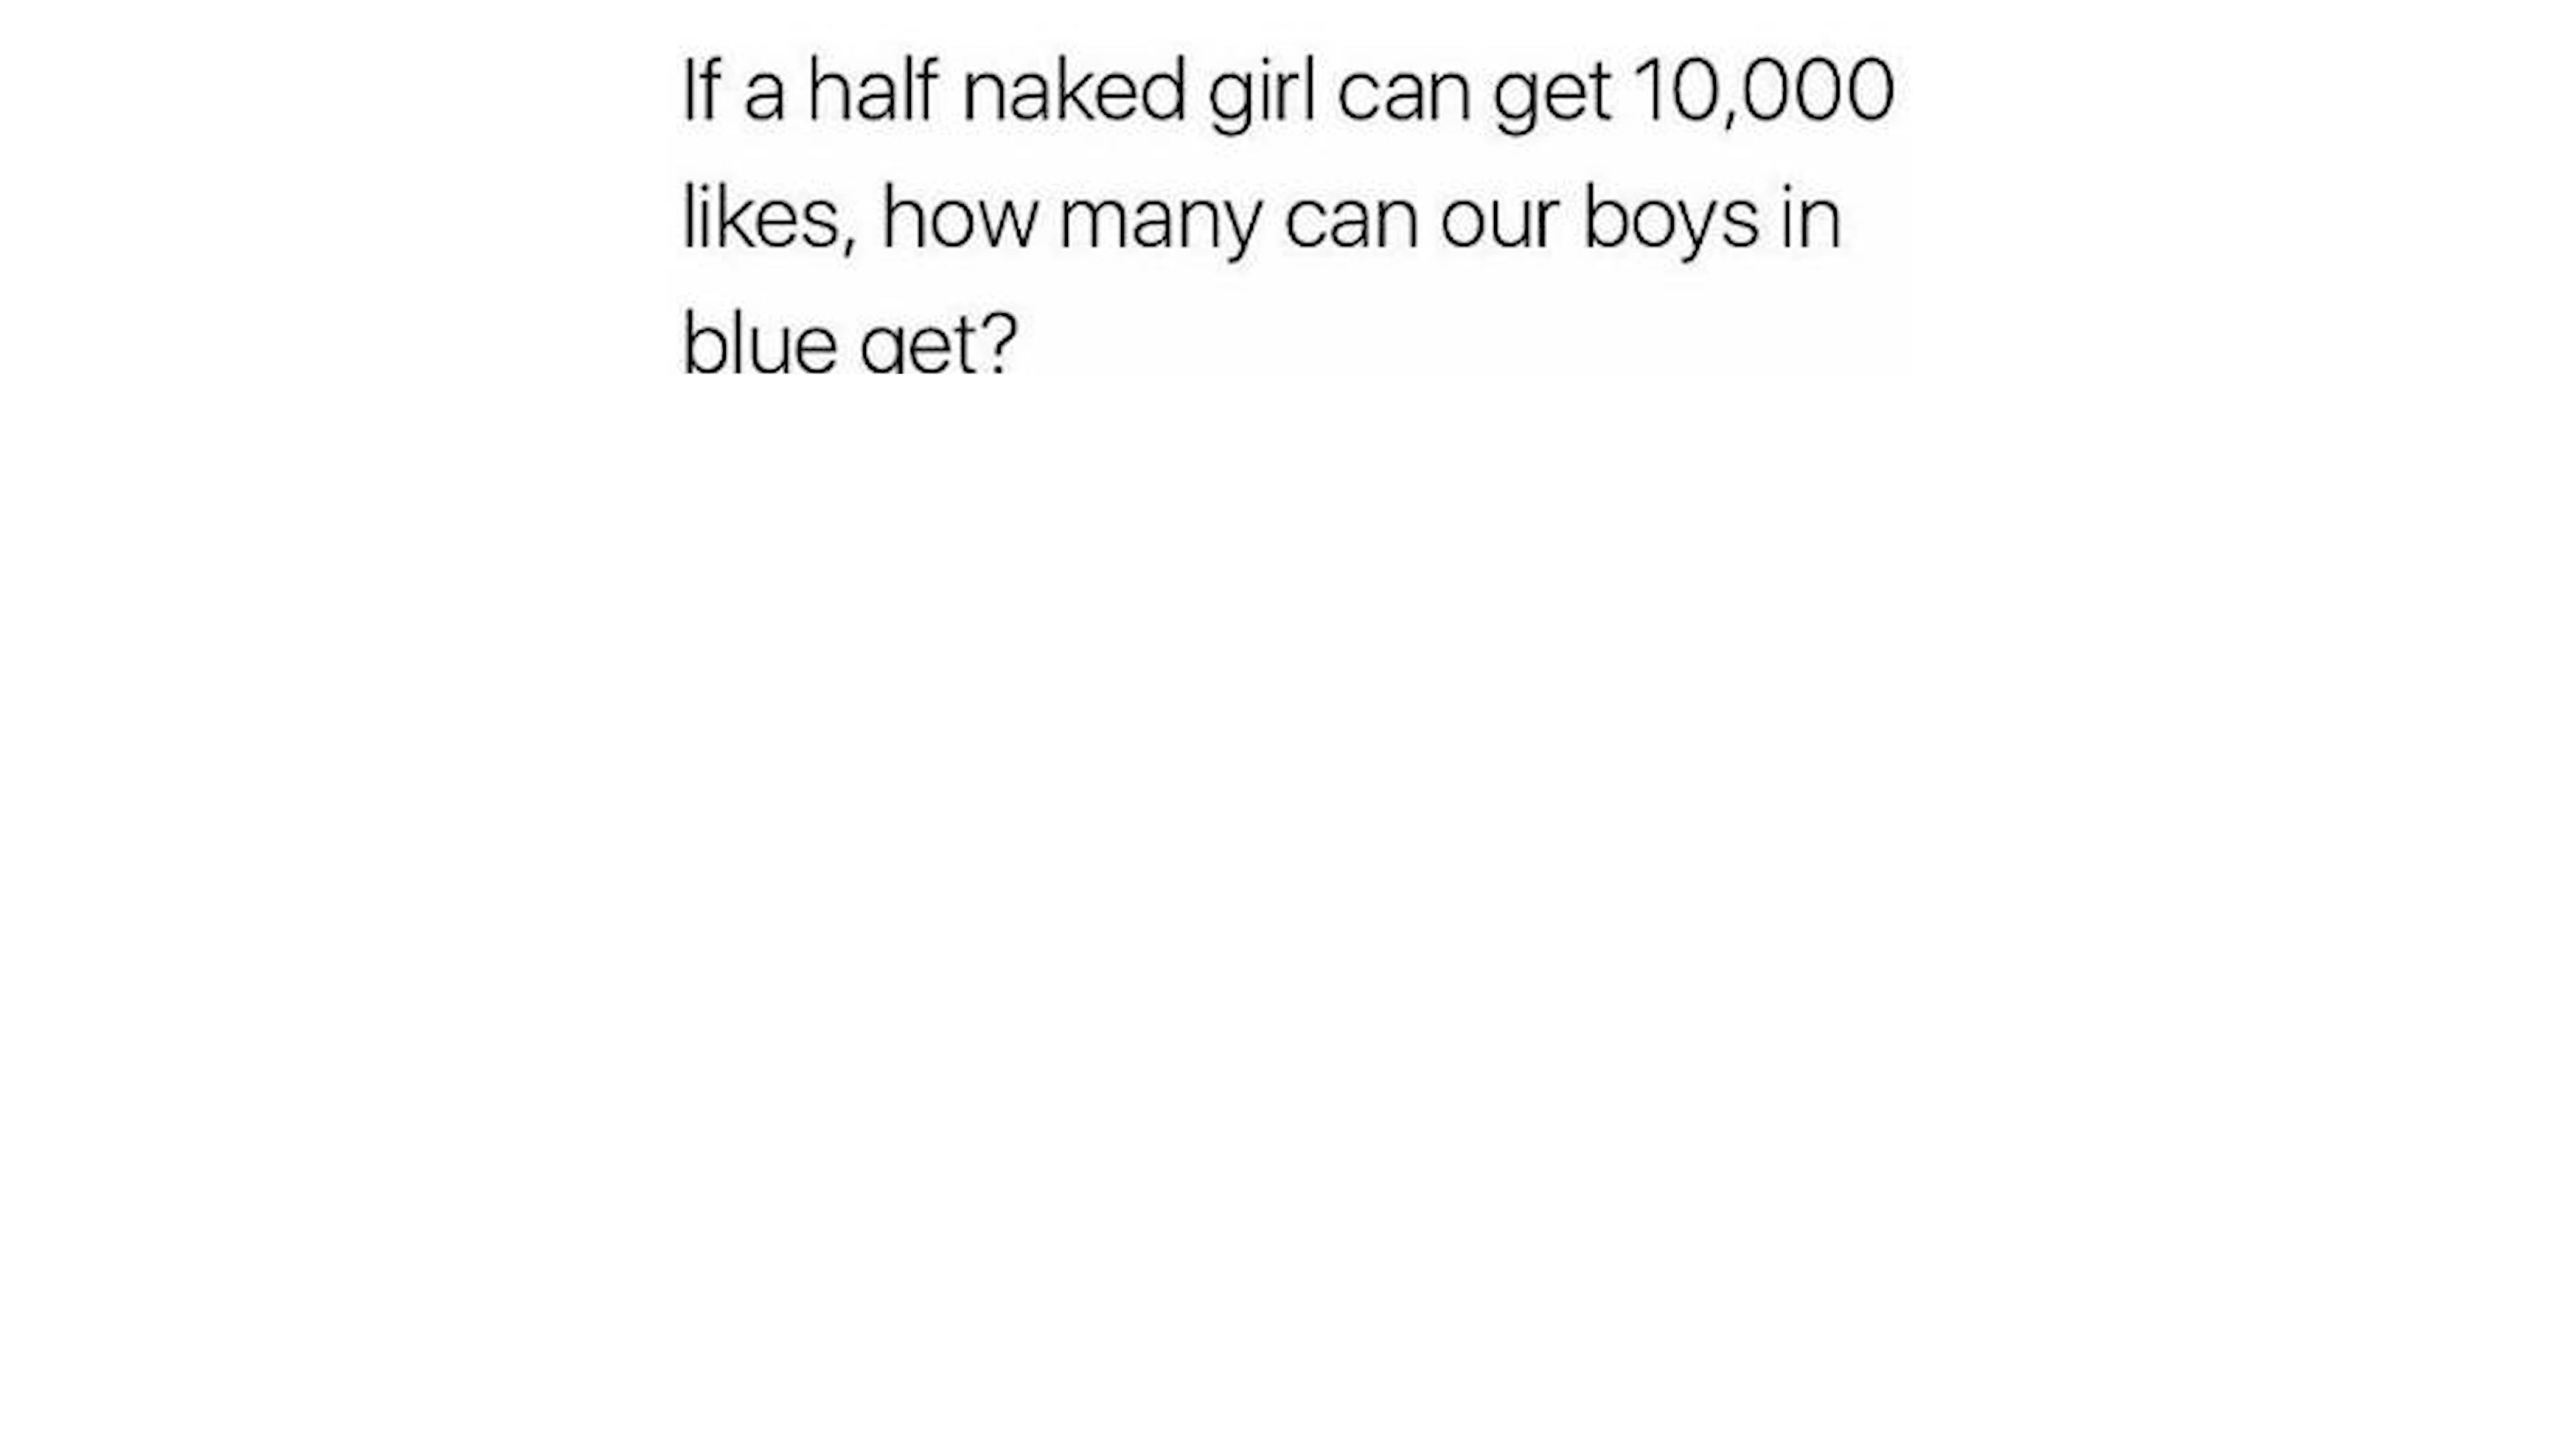 If a half naked girl can get 10,000
likes, how many can our boys in
blue get?